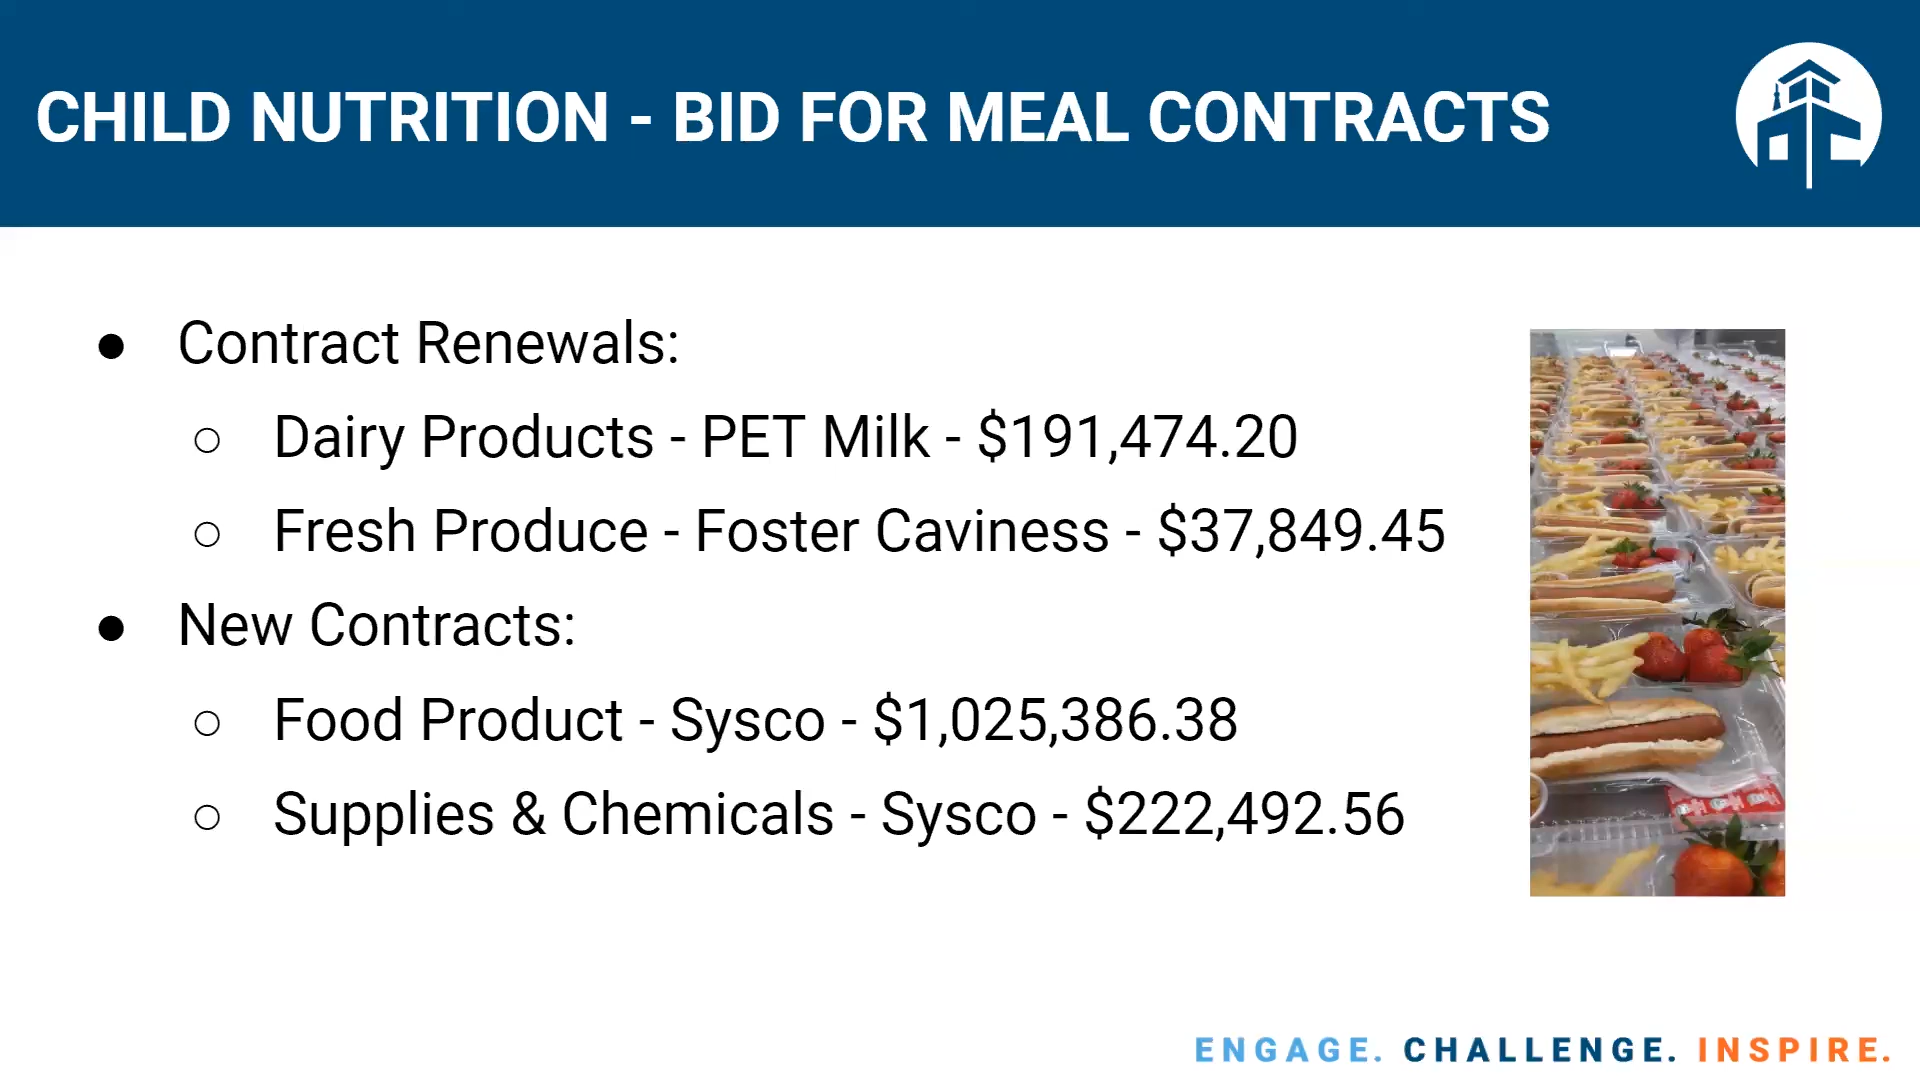 CHILD NUTRITION - BID FOR MEAL CONTRACTS
● Contract Renewals:
○ Dairy Products - PET Milk - $191,474.20
○ Fresh Produce - Foster Caviness - $37,849.45
● New Contracts:
○ Food Product - Sysco - $1,025,386.38
○ Supplies & Chemicals - Sysco - $222,492.56
ENGAGE. CHALLENGE. INSPIRE.